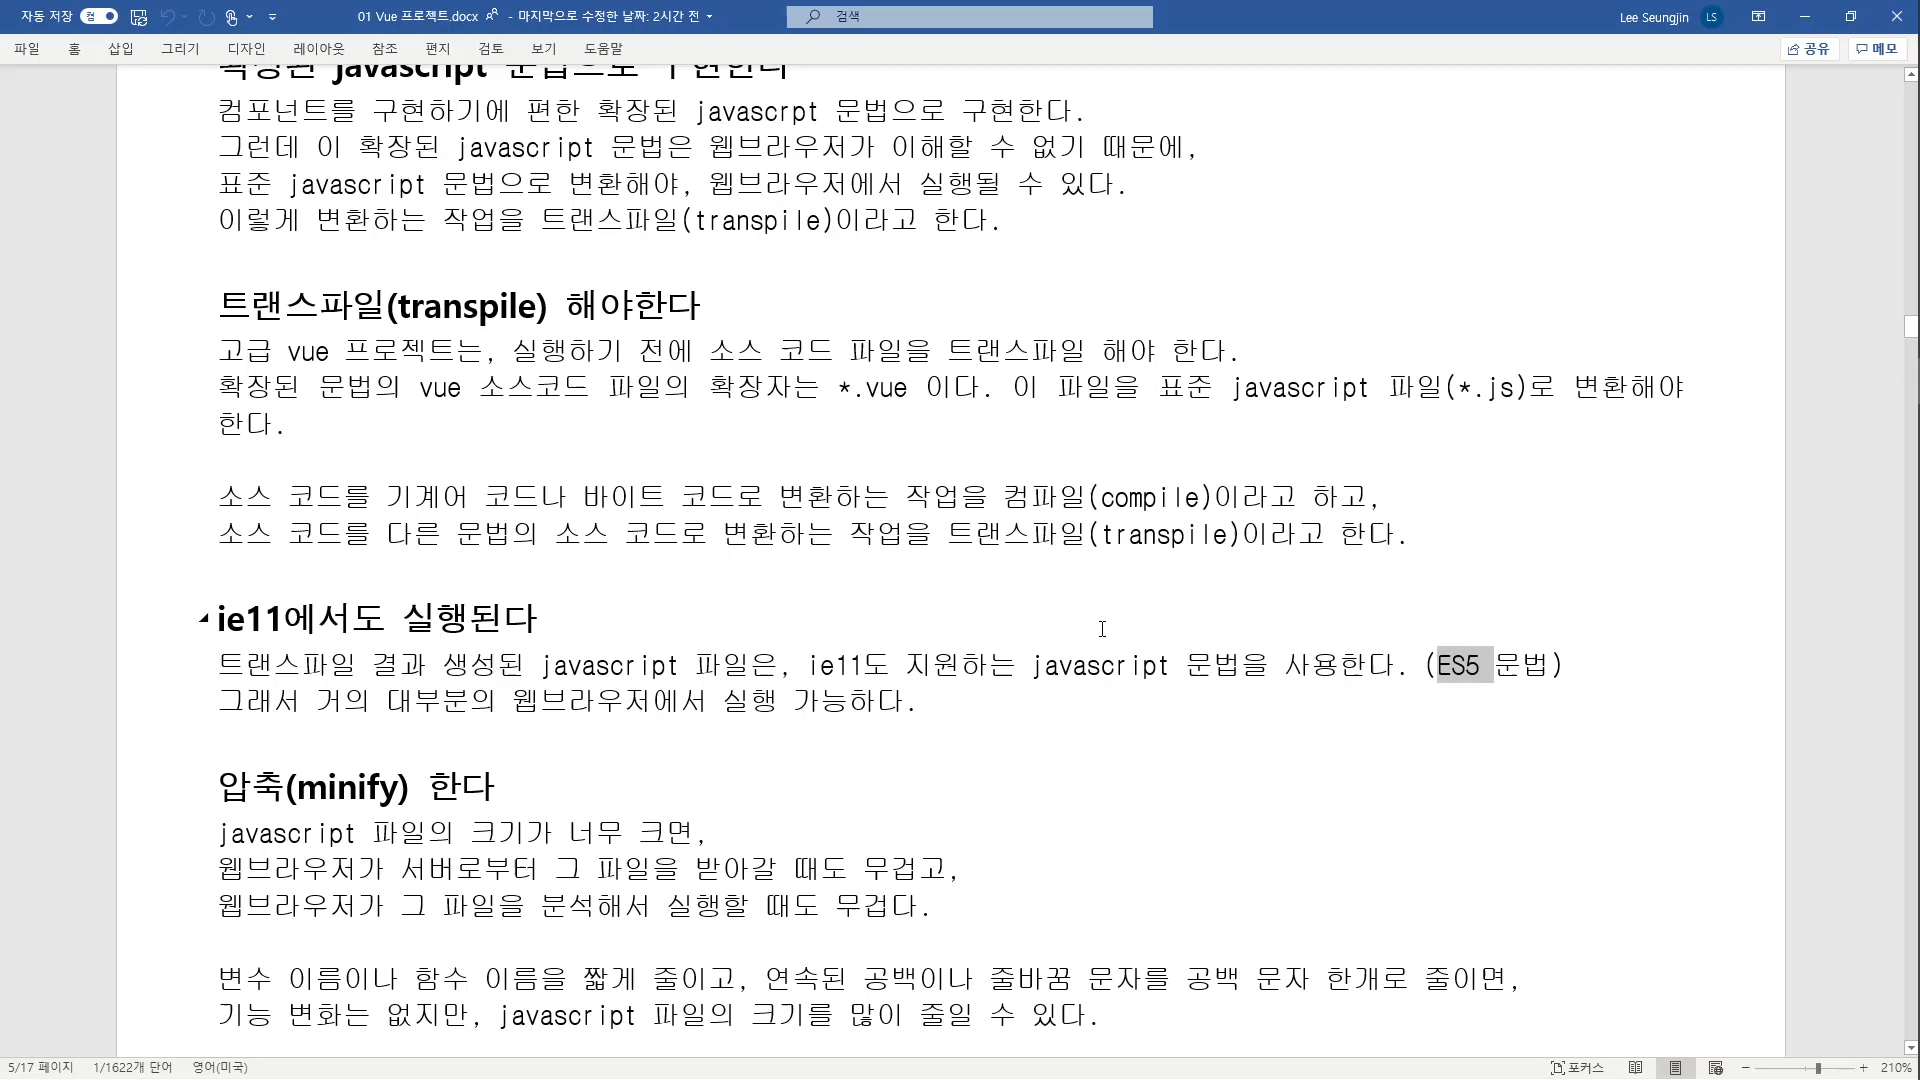 자동 저장
컴
01 Vue 프로젝트.docx - 마지막으로 수정한 날짜: 2시간 전
검색
Lee Seungjin
LS
파일 홈 삽입 그리기 디자인 레이아웃 참조 편지 검토 보기 도움말
공유
메모
확장된 javascript 문법으로 구현한다
컴포넌트를 구현하기에 편한 확장된 javascrpt 문법으로 구현한다.
그런데 이 확장된 javascript 문법은 웹브라우저가 이해할 수 없기 때문에,
표준 javascript 문법으로 변환해야, 웹브라우저에서 실행될 수 있다.
이렇게 변환하는 작업을 트랜스파일(transpile)이라고 한다.
트랜스파일(transpile) 해야한다
고급 vue 프로젝트는, 실행하기 전에 소스 코드 파일을 트랜스파일 해야 한다.
확장된 문법의 vue 소스코드 파일의 확장자는 *.vue 이다. 이 파일을 표준 javascript 파일(*.js)로 변환해야
한다.
소스 코드를 기계어 코드나 바이트 코드로 변환하는 작업을 컴파일(compile)이라고 하고,
소스 코드를 다른 문법의 소스 코드로 변환하는 작업을 트랜스파일(transpile)이라고 한다.
ie11에서도 실행된다
트랜스파일 결과 생성된 javascript 파일은, ie11도 지원하는 javascript 문법을 사용한다. (ES5 문법)
그래서 거의 대부분의 웹브라우저에서 실행 가능하다.
압축(minify) 한다
javascript 파일의 크기가 너무 크면,
웹브라우저가 서버로부터 그 파일을 받아갈 때도 무겁고,
웹브라우저가 그 파일을 분석해서 실행할 때도 무겁다.
변수 이름이나 함수 이름을 짧게 줄이고, 연속된 공백이나 줄바꿈 문자를 공백 문자 한개로 줄이면,
기능 변화는 없지만, javascript 파일의 크기를 많이 줄일 수 있다.
5/17 페이지 1/1622개 단어 영어(미국)
포커스
210%